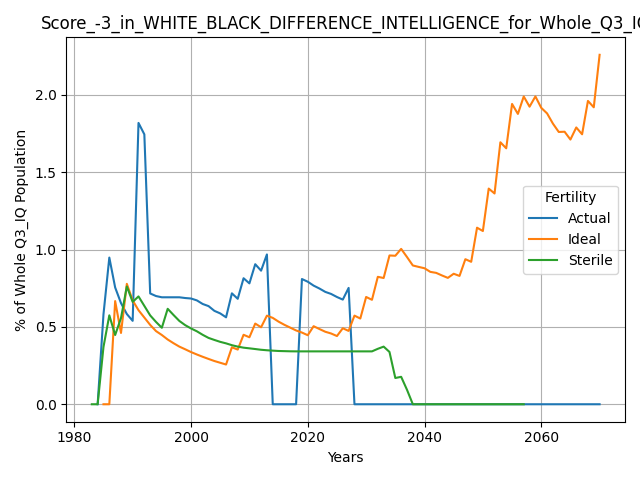 Score_-3_in_WHITE_BLACK_DIFFERENCE_INTELLIGENCE_for_Whole_Q3_IQ
% of Whole Q3_IQ Population
2.0
1.5
1.0
0.5
0.0
Fertility
Actual
Ideal
Sterile
1980
2000
2020
2040
2060
Years